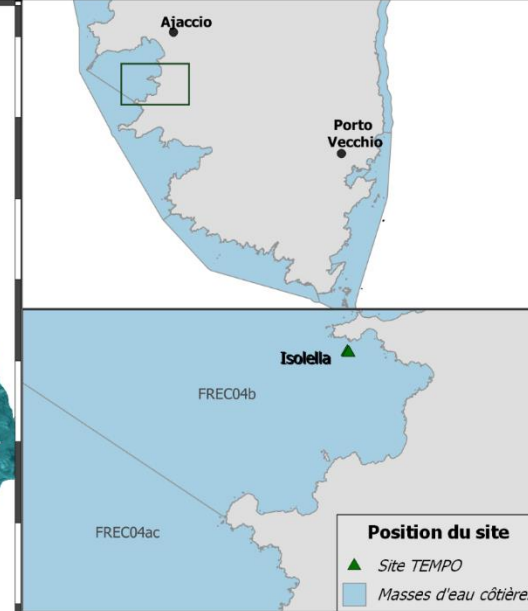 Ajaccio
Porto
Vecchio
Isolella
FREC04b
FREC04ac
Position du site
Site TEMPO
Masses d'eau côtière